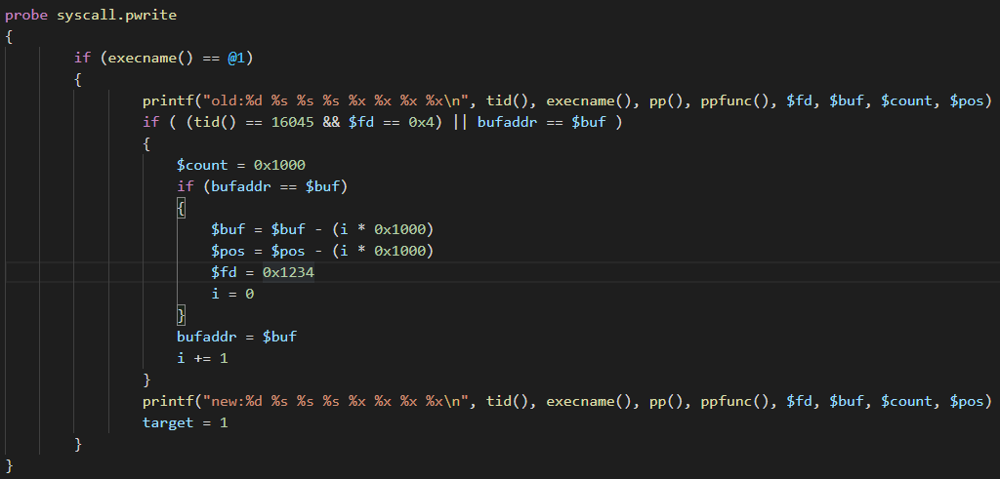 probe syscall.pwrite
{
        if (execname() == @1)
        {
                printf("old:%d %s %s %s %x %x %x %x\n", tid(), execname(), pp(), ppfunc(), $fd, $buf, $count, $pos)
                if ( (tid() == 16045 && $fd == 0x4) || bufaddr == $buf )
                {
                    $count = 0x1000
                    if (bufaddr == $buf)
                    {
                        $buf = $buf - (i * 0x1000)
                        $pos = $pos - (i * 0x1000)
                        $fd = 0x1234
                        i = 0
                    }
                    bufaddr = $buf
                    i += 1
                }
                printf("new:%d %s %s %s %x %x %x %x\n", tid(), execname(), pp(), ppfunc(), $fd, $buf, $count, $pos)
                target = 1
        }
}